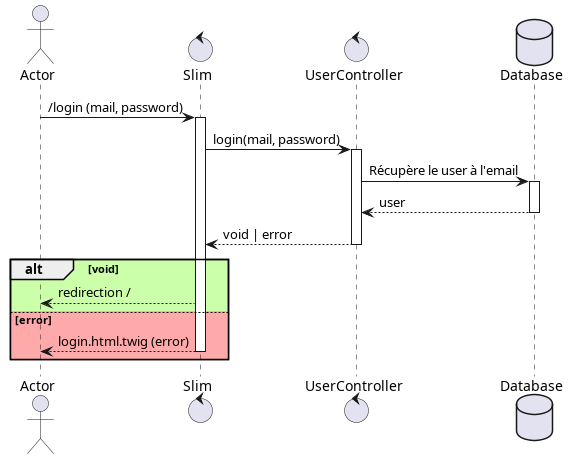 Actor
Slim
UserController
Database
/login (mail, password)
login(mail, password)
Récupère le user à l'email
user
void | error
alt [void]
redirection /
[error]
login.html.twig (error)
Actor
Slim
UserController
Database